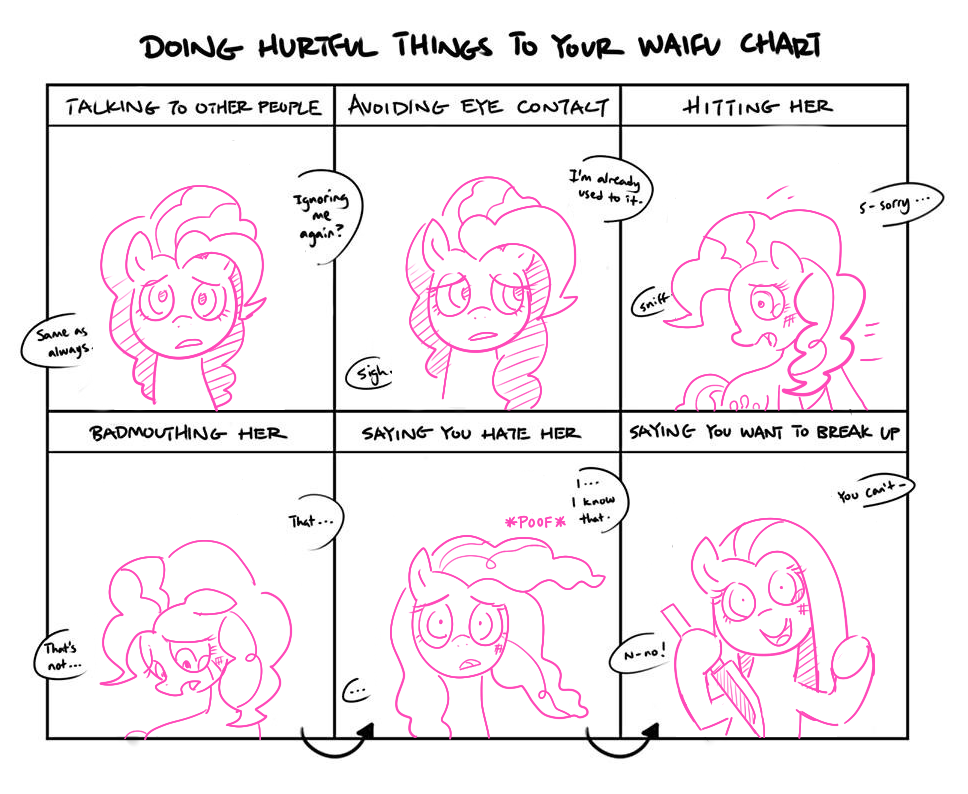 DOING HURTFUL THINGS TO YOUR WAIFU CHART
TALKING TO OTHER PEOPLE
Ignoring
me
again?
Same as
always.
AVOIDING EYE CONTACT
I'm already
used to it.
Sigh.
HITTING HER
S-sorry...
sniff
BADMOUTHING HER
That...
That's
not...
SAYING YOU HATE HER
I...
I know
that.
*POOF*
...
SAYING YOU WANT TO BREAK UP
You can't-
N-no!